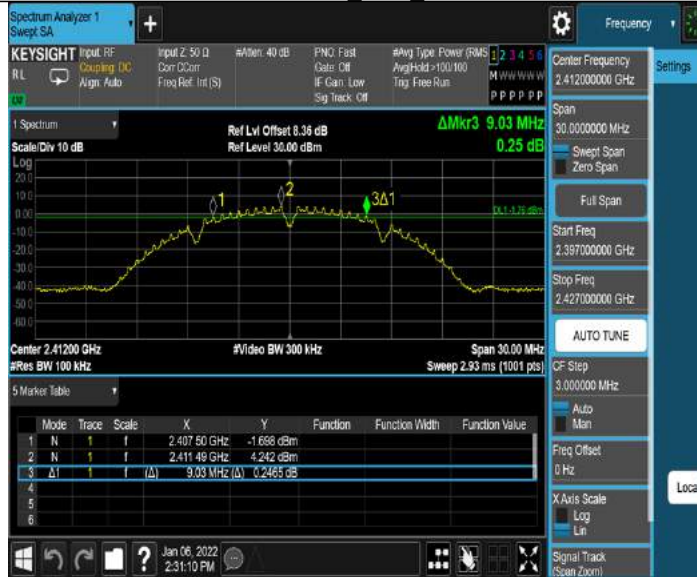 Spectrum Analyzer 1
Swept SA
Frequency
KEYSIGHT
RL
Input: RF
Coupling: DC
Align: Auto
Input Z: 50 Ω
Corr CCorr
Freq Ref: Int (S)
#Atten: 40 dB
PNO: Fast
Gate: Off
IF Gain: Low
Sig Track: Off
#Avg Type: Power (RMS
Avg|Hold>100/100
Trig: Free Run
1 2 3 4 5 6
M W W W W W
P P P P P P
1 Spectrum
Scale/Div 10 dB
Ref Lvl Offset 8.36 dB
Ref Level 30.00 dBm
ΔMkr3 9.03 MHz
0.25 dB
Log
20.0
10.0
0.00
-10.0
-20.0
-30.0
-40.0
-50.0
-60.0
1
2
3Δ1
Center 2.41200 GHz
#Res BW 100 kHz
#Video BW 300 kHz
Span 30.00 MHz
Sweep 2.93 ms (1001 pts)
5 Marker Table
Mode Trace Scale X Y Function Function Width Function Value
1 N 1 f 2.407 50 GHz -1.698 dBm
2 N 1 f 2.411 49 GHz 4.242 dBm
3 Δ1 1 f (Δ) 9.03 MHz (Δ) 0.2465 dB
4
5
6
Jan 06, 2022
2:31:10 PM
Center Frequency
2.412000000 GHz
Settings
Span
30.0000000 MHz
Swept Span
Zero Span
Full Span
Start Freq
2.397000000 GHz
Stop Freq
2.427000000 GHz
AUTO TUNE
CF Step
3.000000 MHz
Auto
Man
Freq Offset
0 Hz
X Axis Scale
Log
Lin
Loca
Signal Track
(Span Zoom)